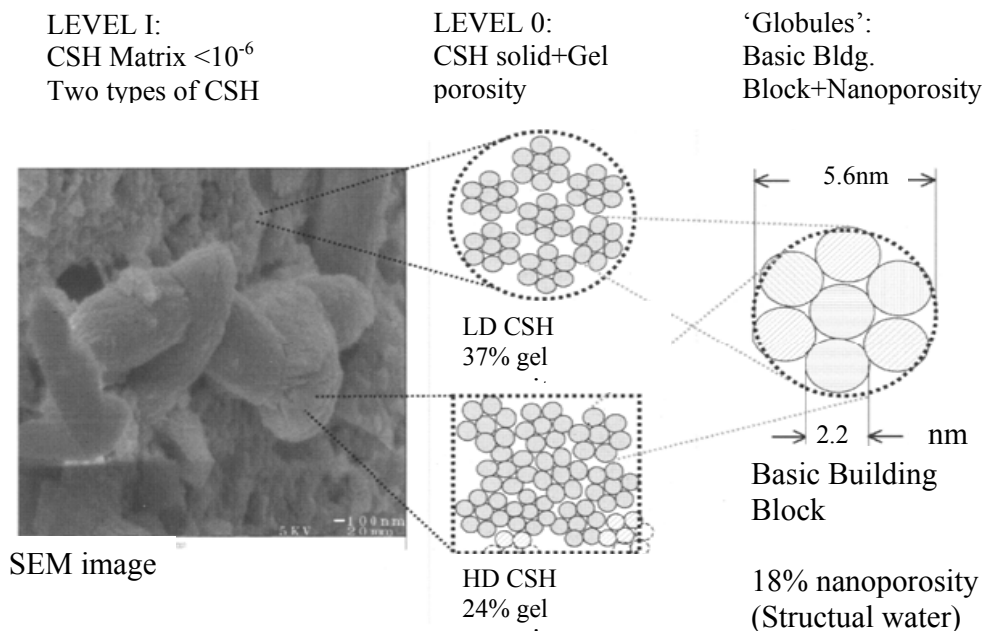 LEVEL I:
CSH Matrix <10⁻⁶
Two types of CSH
LEVEL 0:
CSH solid+Gel
porosity
‘Globules’:
Basic Bldg.
Block+Nanoporosity
5.6nm
LD CSH
37% gel
2.2 nm
Basic Building
Block
18% nanoporosity
(Structual water)
HD CSH
24% gel
5KV
100nm
SEM image